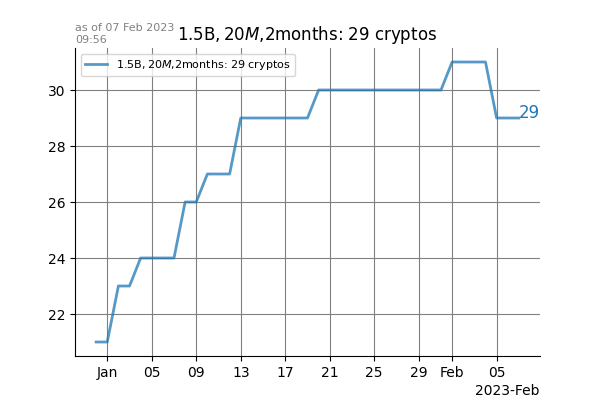 as of 07 Feb 2023
09:56
1.5B, 20M,2months: 29 cryptos
1.5B, 20M,2months: 29 cryptos
30
28
26
24
22
29
Jan 05 09 13 17 21 25 29 Feb 05
2023-Feb